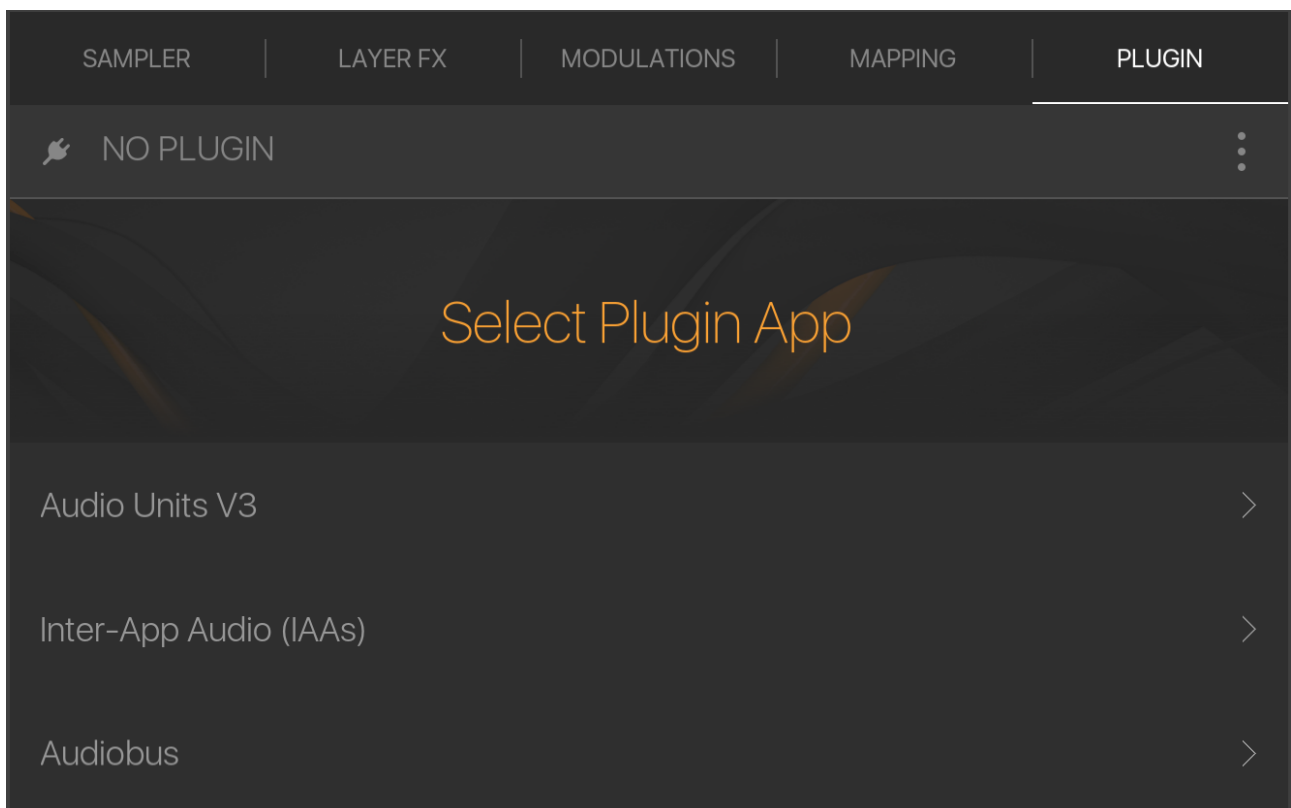 SAMPLER LAYER FX MODULATIONS MAPPING PLUGIN
NO PLUGIN
Select Plugin App
Audio Units V3
Inter-App Audio (IAAs)
Audiobus